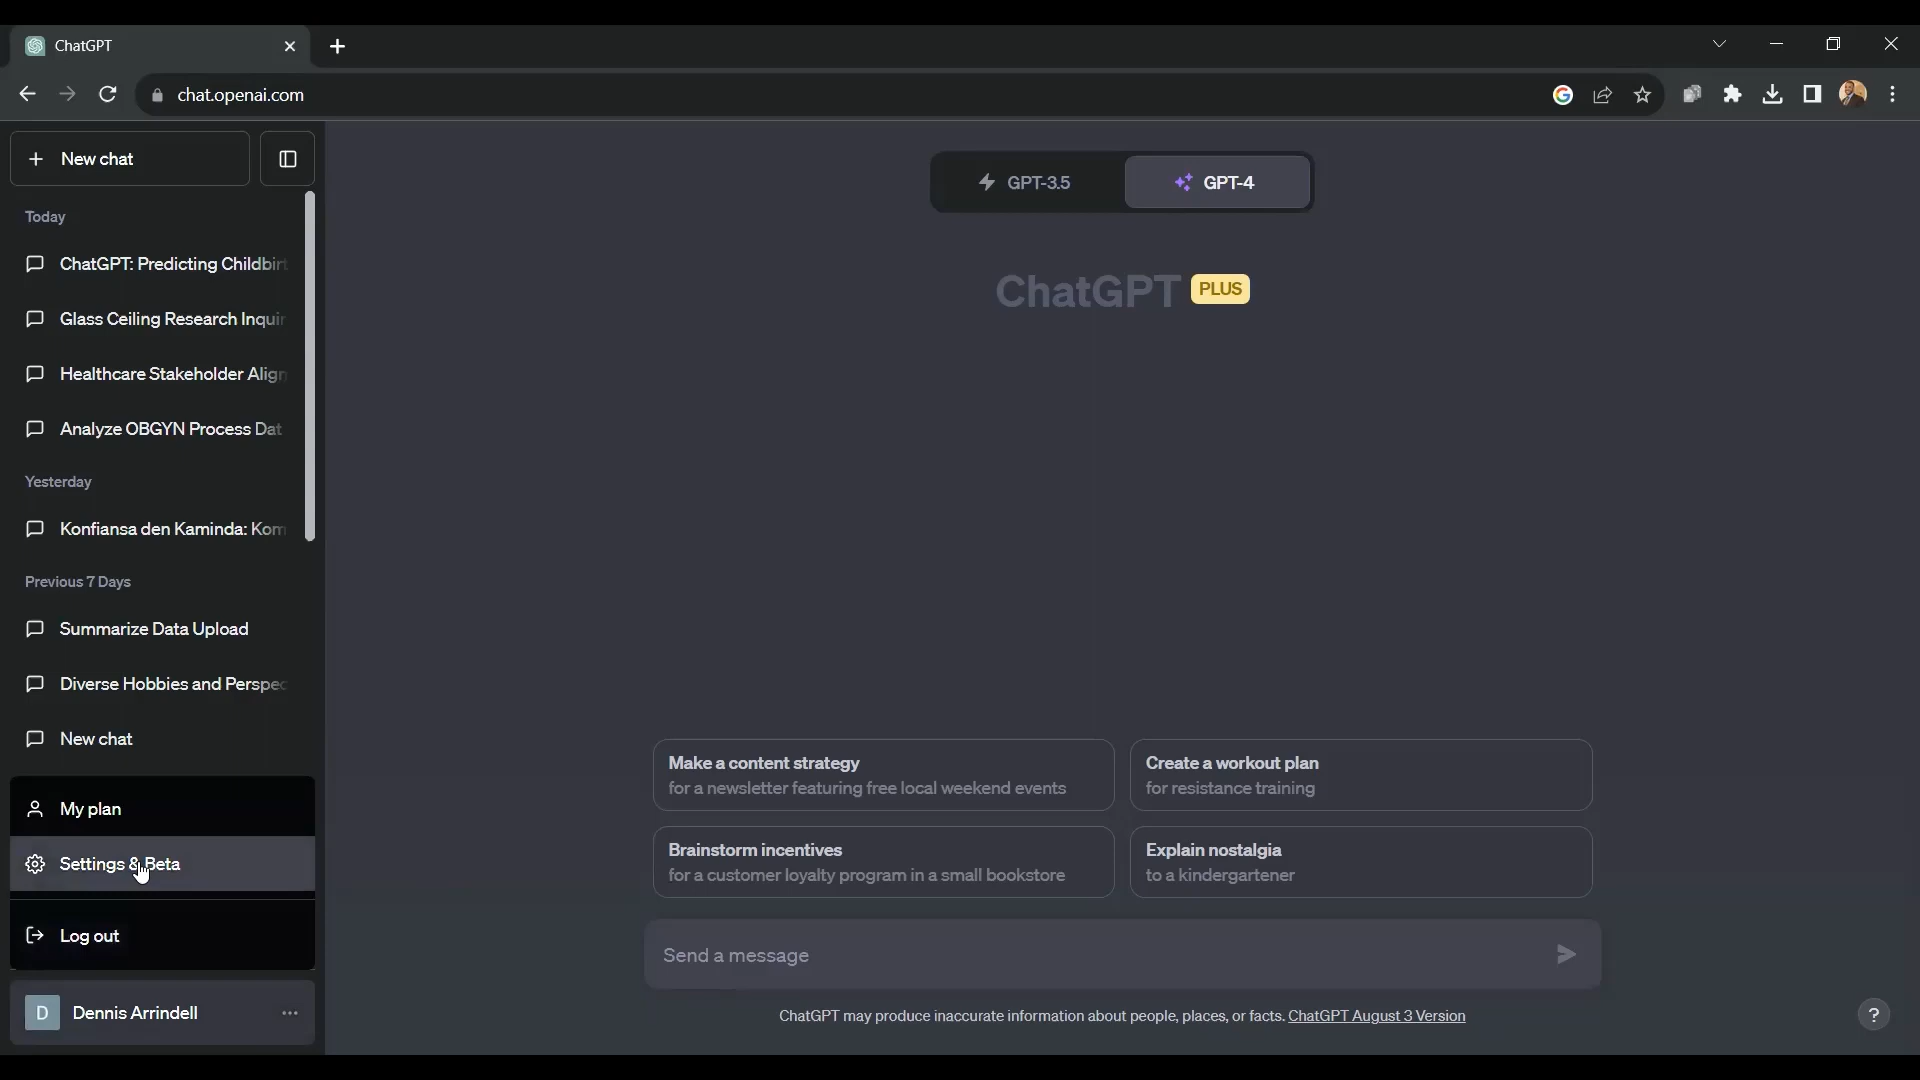 ChatGPT
chat.openai.com
New chat
Today
ChatGPT: Predicting Childbirt
Glass Ceiling Research Inquir
Healthcare Stakeholder Align
Analyze OBGYN Process Dat
Yesterday
Konfiansa den Kaminda: Kom
Previous 7 Days
Summarize Data Upload
Diverse Hobbies and Perspec
New chat
My plan
Settings & Beta
Log out
D Dennis Arrindell
GPT-3.5 GPT-4
ChatGPT PLUS
Make a content strategy
for a newsletter featuring free local weekend events
Create a workout plan
for resistance training
Brainstorm incentives
for a customer loyalty program in a small bookstore
Explain nostalgia
to a kindergartener
Send a message
ChatGPT may produce inaccurate information about people, places, or facts. ChatGPT August 3 Version
?